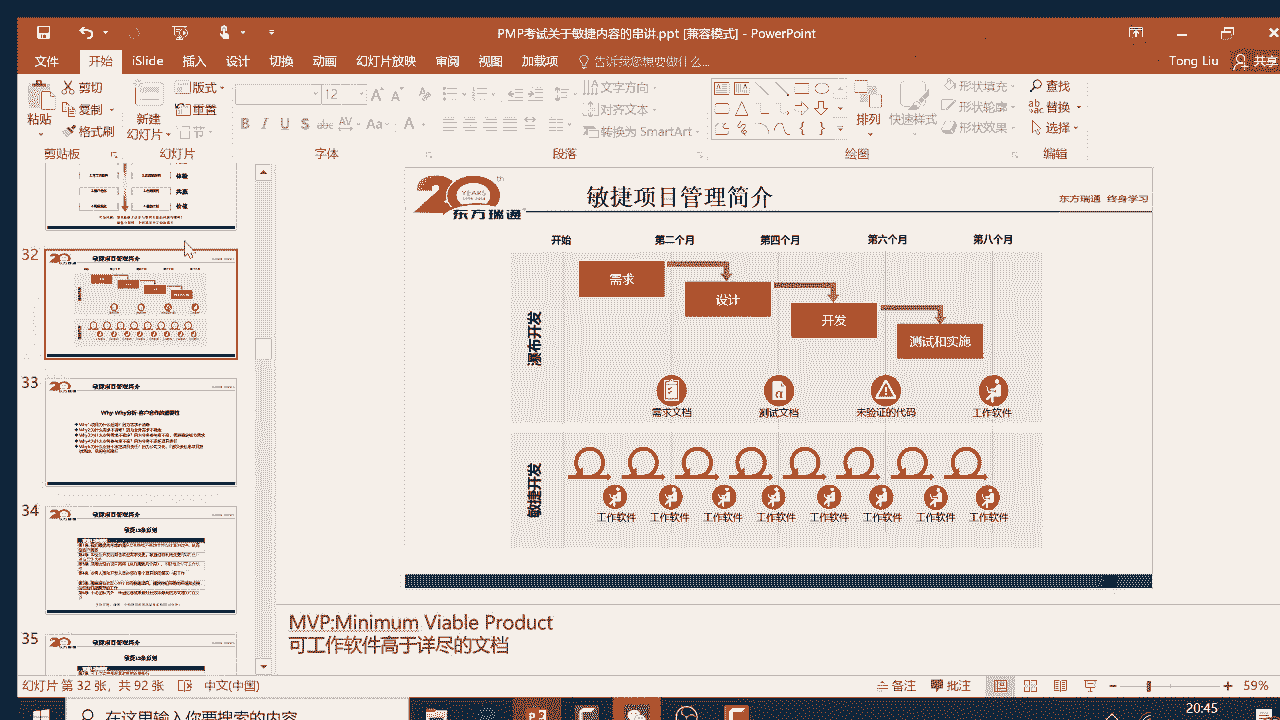 PMP考试关于敏捷内容的串讲.ppt [兼容模式] - PowerPoint
文件 开始 iSlide 插入 设计 切换 动画 幻灯片放映 审阅 视图 加载项 告诉我您想要做什么... Tong Liu 共享
粘贴 剪切 复制 格式刷 剪贴板
新建幻灯片 版式 重置 节 幻灯片
12 字体
文字方向 对齐文本 转换为 SmartArt 段落
排列 快速样式 形状填充 形状轮廓 形状效果 绘图
查找 替换 选择 编辑
32
33
34
35
20 YEARS th
东方瑞通
敏捷项目管理简介
东方瑞通 终身学习
开始 第二个月 第四个月 第六个月 第八个月
瀑布开发
需求
设计
开发
测试和实施
需求文档 测试文档 未验证的代码 工作软件
敏捷开发
工作软件 工作软件 工作软件 工作软件 工作软件 工作软件 工作软件 工作软件
MVP:Minimum Viable Product
可工作软件高于详尽的文档
幻灯片 第 32 张，共 92 张 中文(中国) 备注 批注 59%
在这里输入你要搜索的内容
20:45